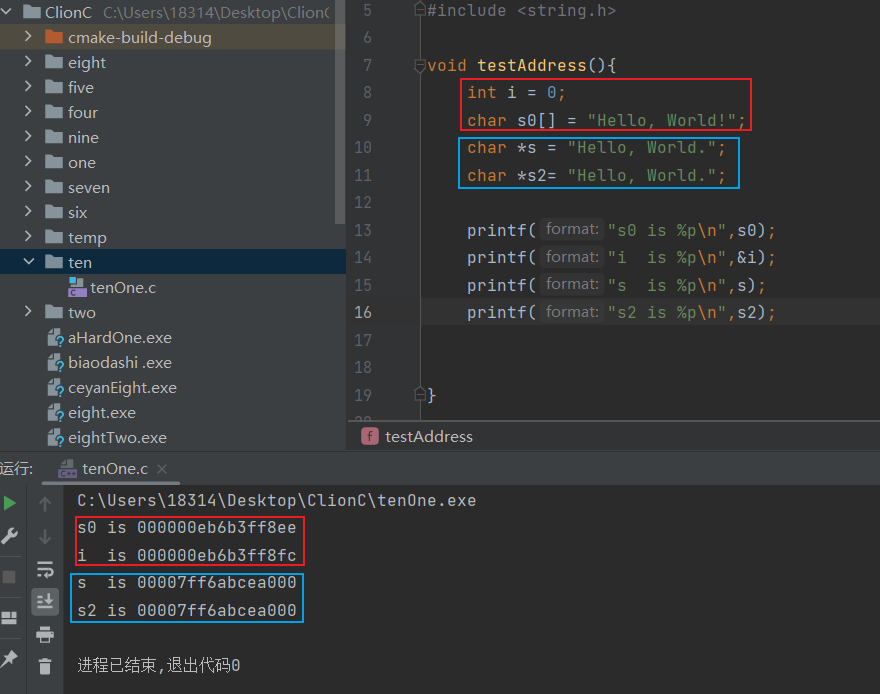 ClionC C:\Users\18314\Desktop\ClionC
cmake-build-debug
eight
five
four
nine
one
seven
six
temp
ten
tenOne.c
two
aHardOne.exe
biaodashi .exe
ceyanEight.exe
eight.exe
eightTwo.exe
5 #include <string.h>
6
7 void testAddress(){
8 int i = 0;
9 char s0[] = "Hello, World!";
10 char *s = "Hello, World.";
11 char *s2= "Hello, World.";
12
13 printf( format: "s0 is %p\n",s0);
14 printf( format: "i  is %p\n",&i);
15 printf( format: "s  is %p\n",s);
16 printf( format: "s2 is %p\n",s2);
17
18
19 }
f testAddress
运行: tenOne.c
C:\Users\18314\Desktop\ClionC\tenOne.exe
s0 is 000000eb6b3ff8ee
i  is 000000eb6b3ff8fc
s  is 00007ff6abcea000
s2 is 00007ff6abcea000
进程已结束,退出代码0